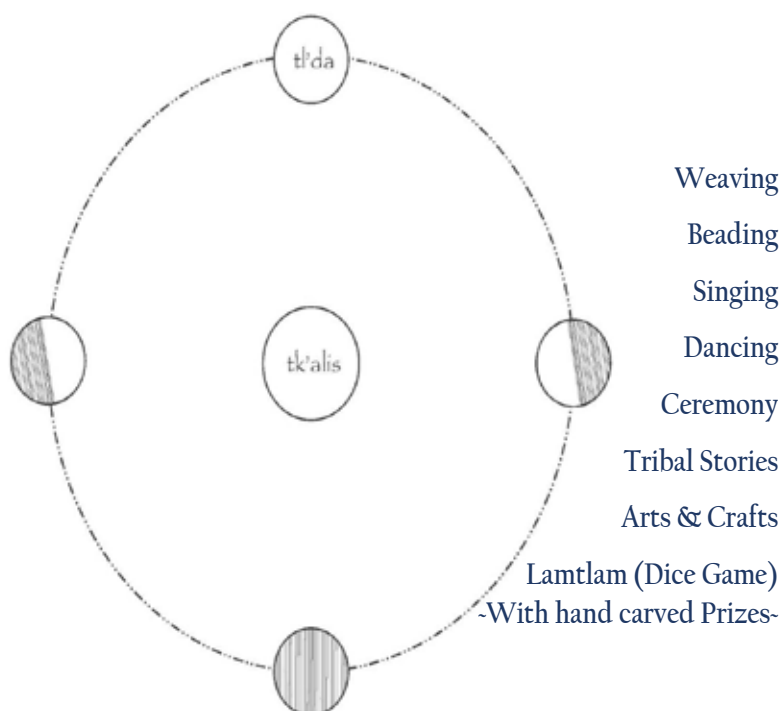 tl'da
tk'alis
Weaving
Beading
Singing
Dancing
Ceremony
Tribal Stories
Arts & Crafts
Lamtlam (Dice Game)
~With hand carved Prizes~